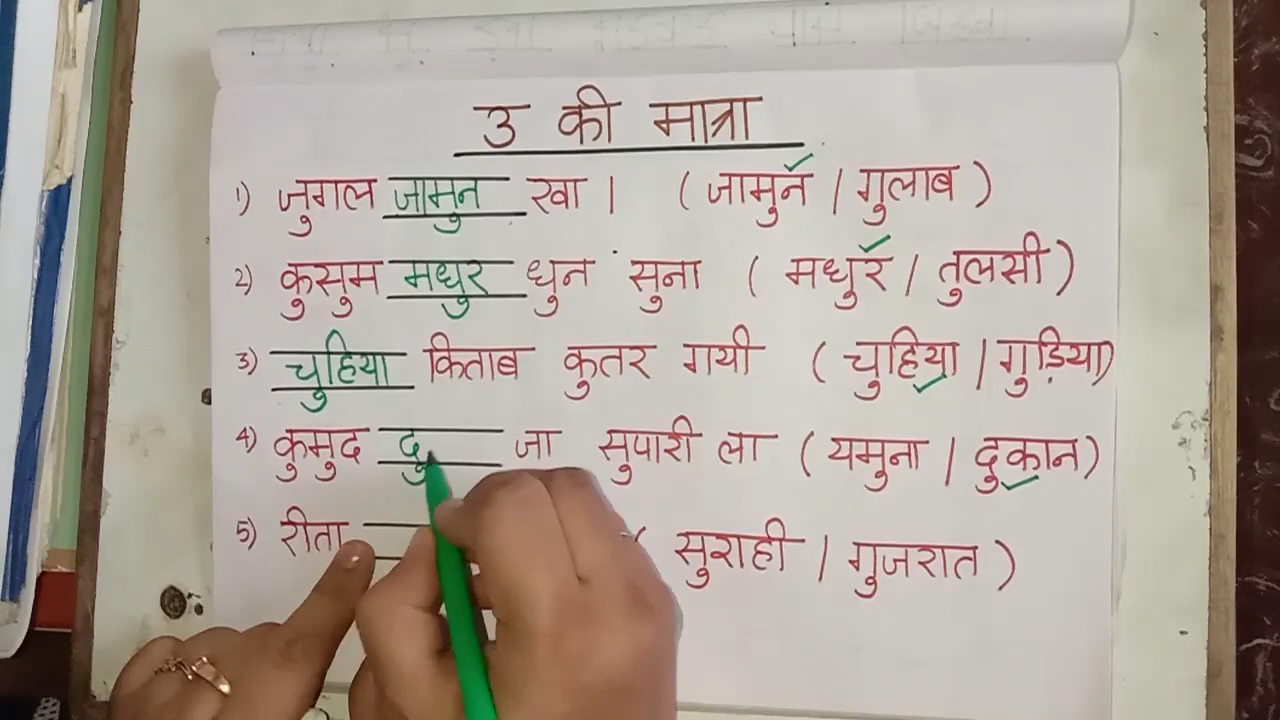 उ की मात्रा
1) जुगल जामुन खा । ( जामुन / गुलाब )
2) कुसुम मधुर धुन सुना ( मधुर / तुलसी )
3) चुहिया किताब कुतर गयी ( चुहिया / गुड़िया )
4) कुमुद दु जा सुपारी ला ( यमुना / दुकान )
5) रीता ( सुराही / गुजरात )